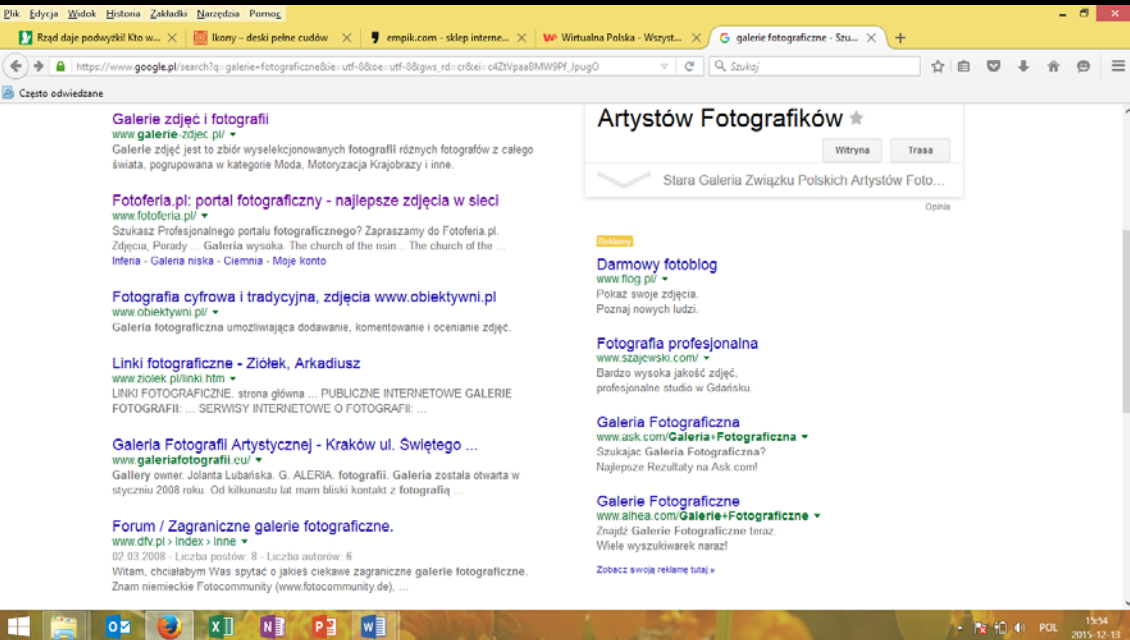 Plik Edycja Widok Historia Zakładki Narzędzia Pomoc
Rząd daje podwyżki! Kto w...
Ikony – deski pełne cudów
empik.com - sklep interne...
Wirtualna Polska - Wszyst...
galerie fotograficzne - Szu...
https://www.google.pl/search?q=galerie+fotograficzne&ie=utf-8&oe=utf-8&gws_rd=cr&ei=c4ZtVpaaBMW9Pf_JpugO
Szukaj
Często odwiedzane
Galerie zdjęć i fotografii
www.galerie-zdjec.pl/
Galerie zdjęć jest to zbiór wyselekcjonowanych fotografii różnych fotografów z całego
świata, pogrupowana w kategorie Moda, Motoryzacja Krajobrazy i inne.
Fotoferia.pl: portal fotograficzny - najlepsze zdjęcia w sieci
www.fotoferia.pl/
Szukasz Profesjonalnego portalu fotograficznego? Zapraszamy do Fotoferia.pl.
Zdjęcia, Porady ... Galeria wysoka. The church of the risin... The church of the ...
Inferia - Galeria niska - Ciemnia - Moje konto
Fotografia cyfrowa i tradycyjna, zdjęcia www.obiektywni.pl
www.obiektywni.pl/
Galeria fotograficzna umożliwiająca dodawanie, komentowanie i ocenianie zdjęć.
Linki fotograficzne - Ziółek, Arkadiusz
www.ziolek.pl/linki.htm
LINKI FOTOGRAFICZNE. strona główna ... PUBLICZNE INTERNETOWE GALERIE
FOTOGRAFII: ... SERWISY INTERNETOWE O FOTOGRAFII: ...
Galeria Fotografii Artystycznej - Kraków ul. Świętego ...
www.galeriafotografii.eu/
Gallery owner. Jolanta Lubańska. G. ALERIA. fotografii. Galeria została otwarta w
styczniu 2008 roku. Od kilkunastu lat mam bliski kontakt z fotografią ...
Forum / Zagraniczne galerie fotograficzne.
www.dfv.pl › Index › Inne
02.03.2008 - Liczba postów: 8 - Liczba autorów: 6
Witam, chciałabym Was spytać o jakieś ciekawe zagraniczne galerie fotograficzne.
Znam niemieckie Fotocommunity (www.fotocommunity.de), ...
Artystów Fotografików
Witryna
Trasa
Stara Galeria Związku Polskich Artystów Foto...
Opinia
Reklamy
Darmowy fotoblog
www.flog.pl/
Pokaż swoje zdjęcia.
Poznaj nowych ludzi.
Fotografia profesjonalna
www.szajewski.com/
Bardzo wysoka jakość zdjęć,
profesjonalne studio w Gdańsku.
Galeria Fotograficzna
www.ask.com/Galeria+Fotograficzna
Szukajac Galeria Fotograficzna?
Najlepsze Rezultaty na Ask.com!
Galerie Fotograficzne
www.alhea.com/Galerie+Fotograficzne
Znajdź Galerie Fotograficzne teraz.
Wiele wyszukiwarek naraz!
Zobacz swoją reklamę tutaj »
POL
15:54
2015-12-13